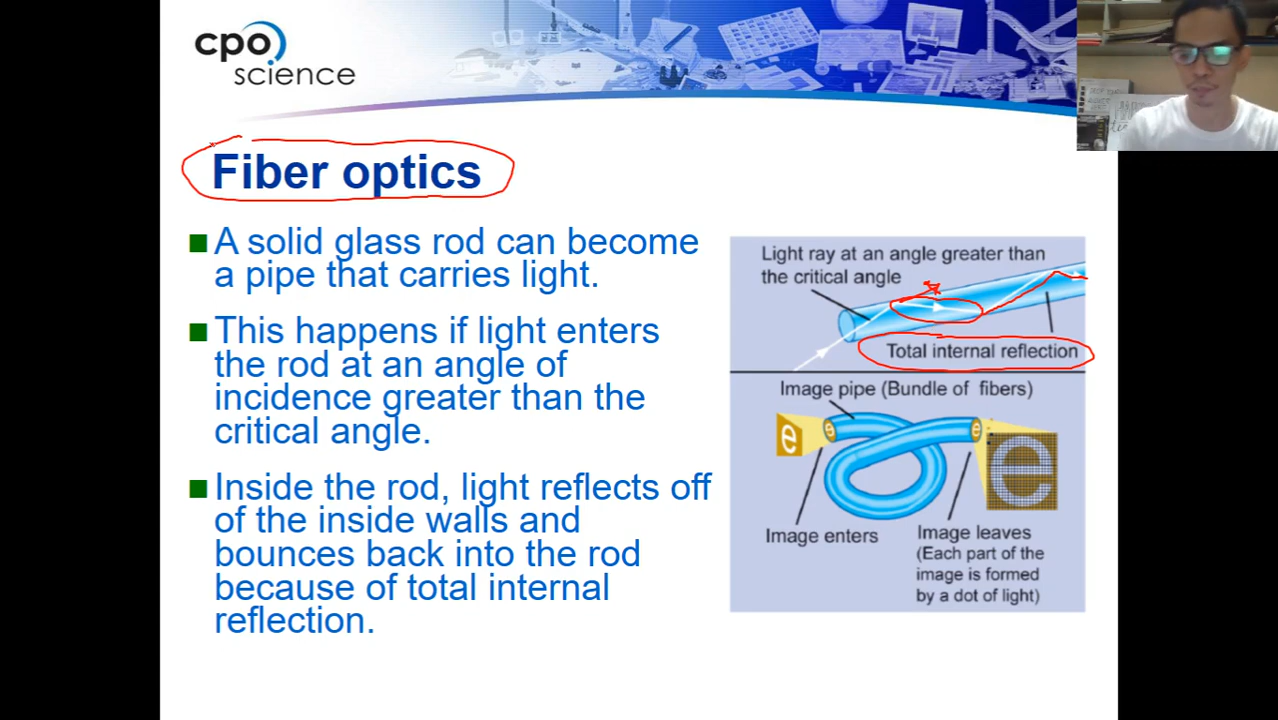 cpo
science
Fiber optics
A solid glass rod can become
a pipe that carries light.
This happens if light enters
the rod at an angle of
incidence greater than the
critical angle.
Inside the rod, light reflects off
of the inside walls and
bounces back into the rod
because of total internal
reflection.
Light ray at an angle greater than
the critical angle
Total internal reflection
Image pipe (Bundle of fibers)
e
e
e
e
Image enters
Image leaves
(Each part of the
image is formed
by a dot of light)